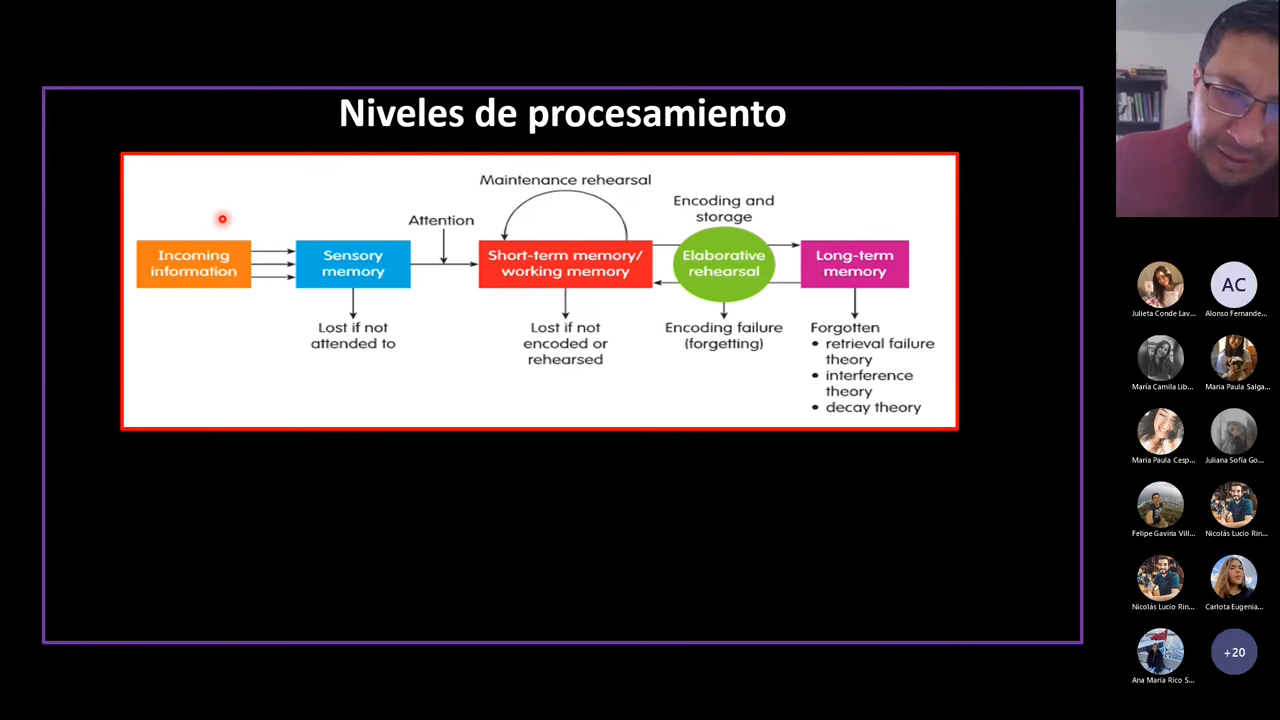 Niveles de procesamiento
Maintenance rehearsal
Encoding and
storage
Attention
Incoming
information
Sensory
memory
Short-term memory/
working memory
Elaborative
rehearsal
Long-term
memory
Lost if not
attended to
Lost if not
encoded or
rehearsed
Encoding failure
(forgetting)
Forgotten
• retrieval failure
theory
• interference
theory
• decay theory
AC
Julieta Conde Lav...
Alonso Fernande...
María Camila Lib...
Maria Paula Salga...
María Paula Cesp...
Juliana Sofía Go...
Felipe Gaviria Vill...
Nicolás Lucio Rin...
Nicolás Lucio Rin...
Carlota Eugenia...
+20
Ana María Rico S...